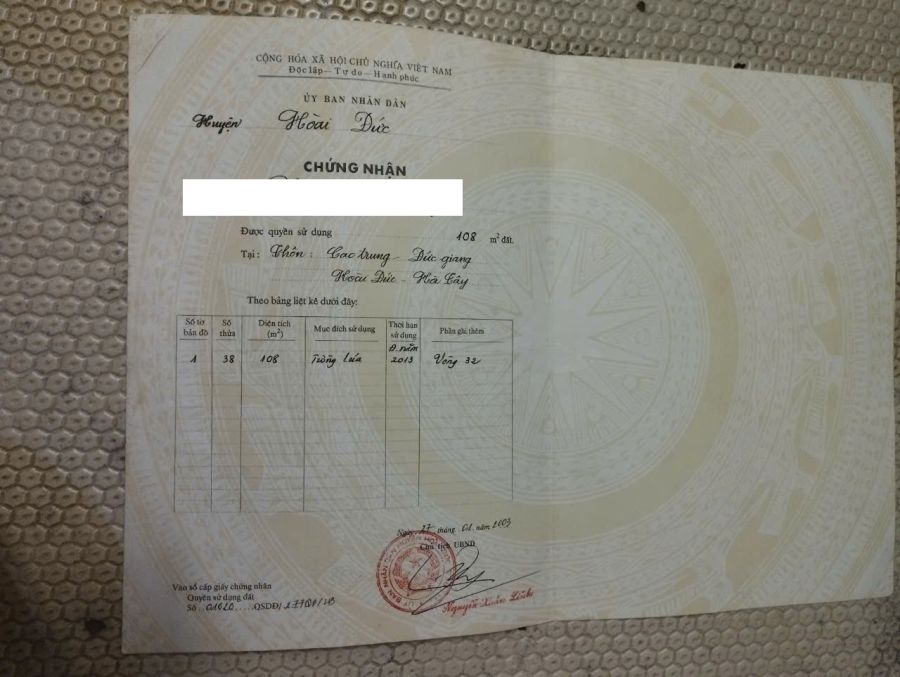 CỘNG HÒA XÃ HỘI CHỦ NGHĨA VIỆT NAM
Độc lập - Tự do - Hạnh phúc
ỦY BAN NHÂN DÂN
Huyện Hoài Đức
CHỨNG NHẬN
Được quyền sử dụng 108 m² đất.
Tại: Thôn: Cao trung - Đức giang
Hoài Đức - Hà Tây
Theo bảng liệt kê dưới đây:
Số tờ bản đồ Số thửa Diện tích (m²) Mục đích sử dụng Thời hạn sử dụng Phần ghi thêm
1 38 108 Trồng Lúa 2013 Vồng 32
Ngày 27 tháng 01 năm 2003
Chủ tịch UBND
Nguyễn Xuân
Vào sổ cấp giấy chứng nhận
Quyền sử dụng đất
Số 01620 QSDĐ/